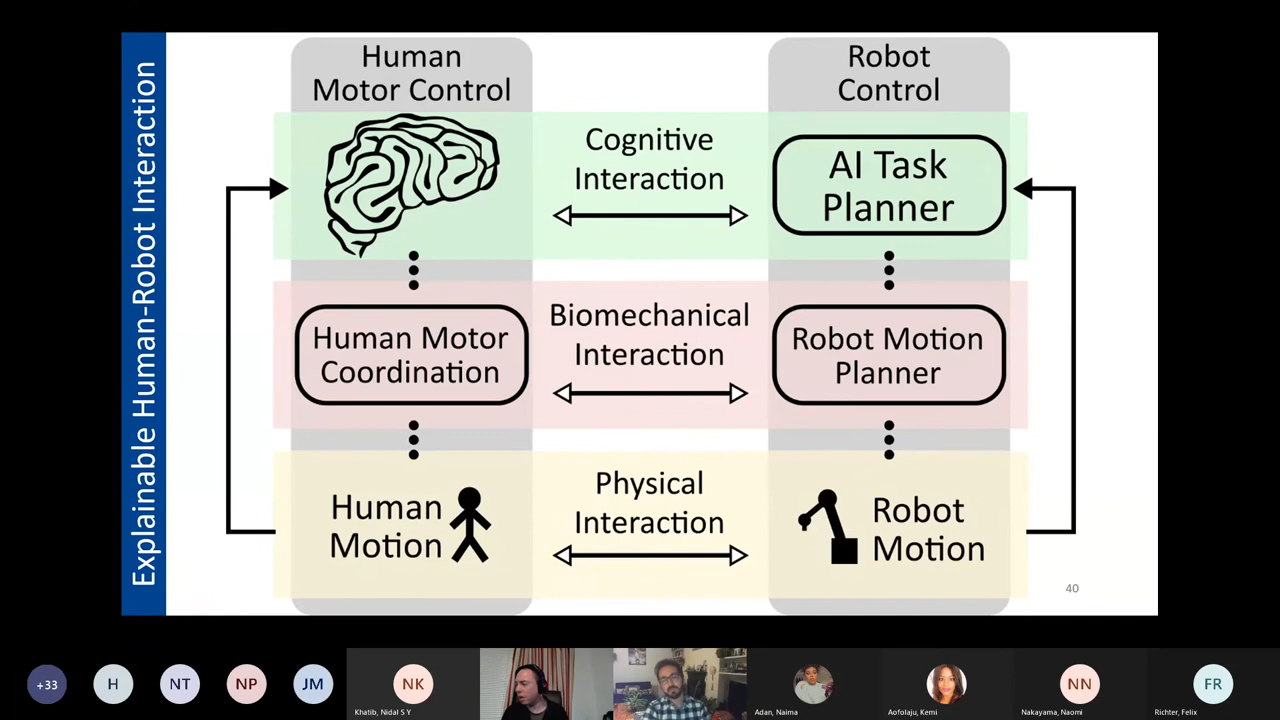 Explainable Human-Robot Interaction
Human
Motor Control
Robot
Control
Cognitive
Interaction
AI Task
Planner
Human Motor
Coordination
Biomechanical
Interaction
Robot Motion
Planner
Human
Motion
Physical
Interaction
Robot
Motion
40
+33
H
NT
NP
JM
NK
Khatib, Nidal S Y
Adan, Naima
Aofolaju, Kemi
NN
Nakayama, Naomi
FR
Richter, Felix